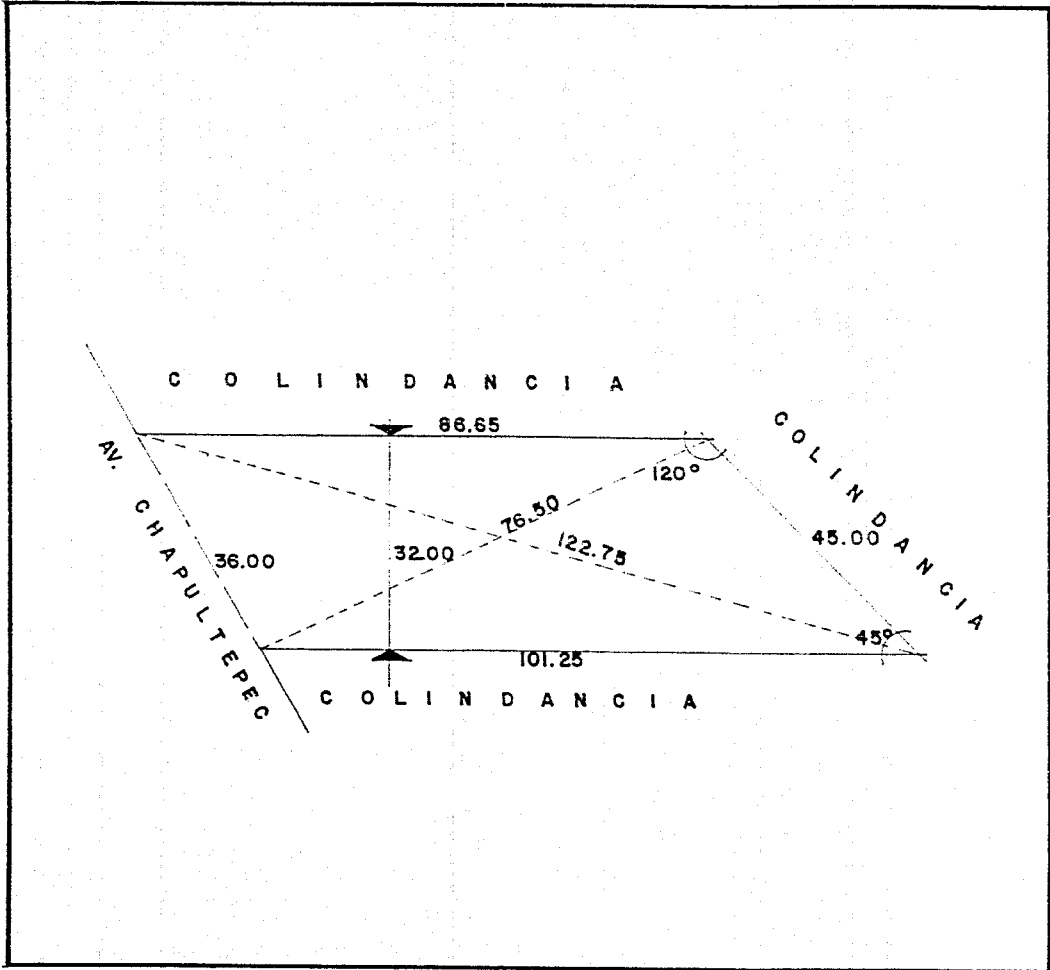 COLINDANCIA
86.65
COLINDANCIA
120°
AV. CHAPULTEPEC
76.50
122.75
45.00
36.00
32.00
45°
101.25
COLINDANCIA